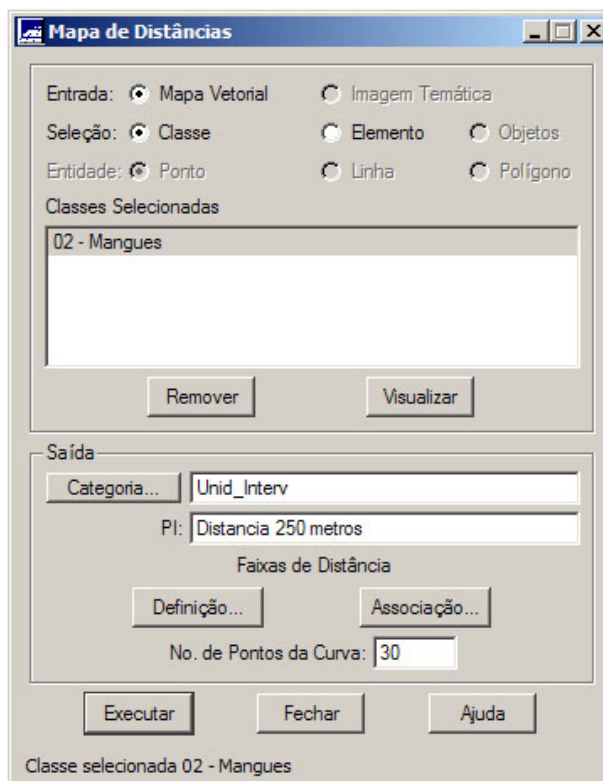 Mapa de Distâncias
Entrada: Mapa Vetorial Imagem Temática
Seleção: Classe Elemento Objetos
Entidade: Ponto Linha Polígono
Classes Selecionadas
02 - Mangues
Remover Visualizar
Saída
Categoria... Unid_Interv
PI: Distancia 250 metros
Faixas de Distância
Definição... Associação...
No. de Pontos da Curva: 30
Executar Fechar Ajuda
Classe selecionada 02 - Mangues